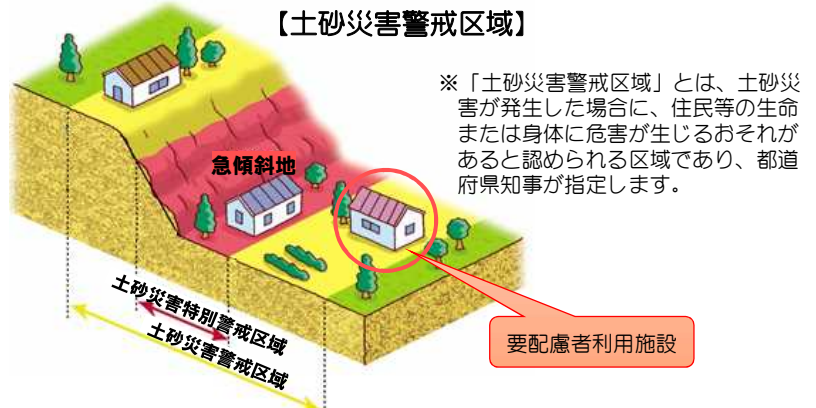 【土砂災害警戒区域】
※「土砂災害警戒区域」とは、土砂災
害が発生した場合に、住民等の生命
または身体に危害が生じるおそれが
あると認められる区域であり、都道
府県知事が指定します。
急傾斜地
土砂災害特別警戒区域
土砂災害警戒区域
要配慮者利用施設